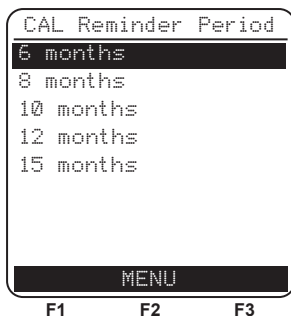 CAL Reminder Period
6 months
8 months
10 months
12 months
15 months
MENU
F1 F2 F3